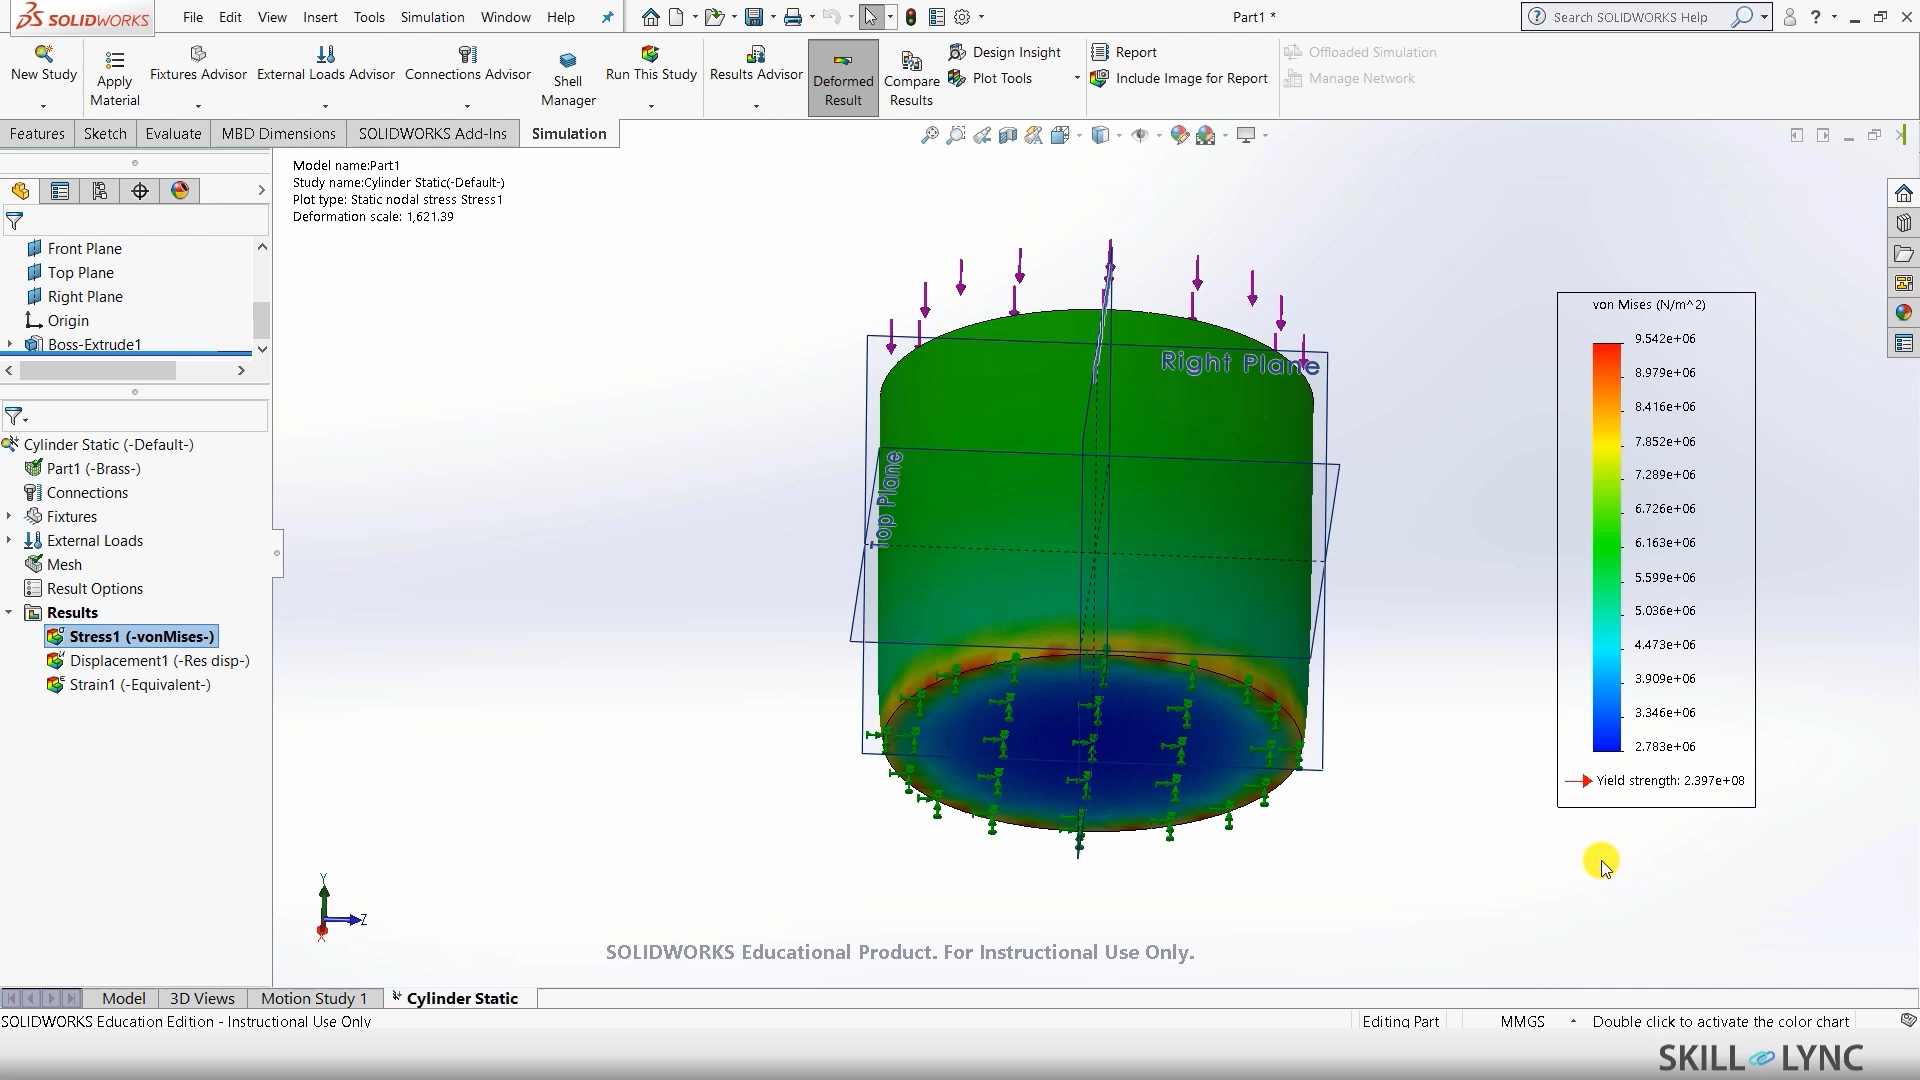 SOLIDWORKS
File Edit View Insert Tools Simulation Window Help
Part1 *
Search SOLIDWORKS Help
New Study
Apply Material
Fixtures Advisor
External Loads Advisor
Connections Advisor
Shell Manager
Run This Study
Results Advisor
Deformed Result
Compare Results
Design Insight
Plot Tools
Report
Include Image for Report
Offloaded Simulation
Manage Network
Features Sketch Evaluate MBD Dimensions SOLIDWORKS Add-Ins Simulation
Model name:Part1
Study name:Cylinder Static(-Default-)
Plot type: Static nodal stress Stress1
Deformation scale: 1,621.39
Front Plane
Top Plane
Right Plane
Origin
Boss-Extrude1
Cylinder Static (-Default-)
Part1 (-Brass-)
Connections
Fixtures
External Loads
Mesh
Result Options
Results
Stress1 (-vonMises-)
Displacement1 (-Res disp-)
Strain1 (-Equivalent-)
Right Plane
Top Plane
von Mises (N/m^2)
9.542e+06
8.979e+06
8.416e+06
7.852e+06
7.289e+06
6.726e+06
6.163e+06
5.599e+06
5.036e+06
4.473e+06
3.909e+06
3.346e+06
2.783e+06
Yield strength: 2.397e+08
Y
Z
X
SOLIDWORKS Educational Product. For Instructional Use Only.
Model 3D Views Motion Study 1 Cylinder Static
SOLIDWORKS Education Edition - Instructional Use Only
Editing Part MMGS Double click to activate the color chart
SKILL LYNC